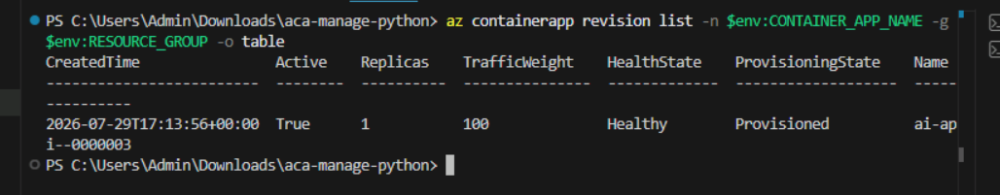 PS C:\Users\Admin\Downloads\aca-manage-python> az containerapp revision list -n $env:CONTAINER_APP_NAME -g
$env:RESOURCE_GROUP -o table
CreatedTime Active Replicas TrafficWeight HealthState ProvisioningState Name
------------------------- -------- ---------- --------------- ------------- ------------------- -----
----------
2026-07-29T17:13:56+00:00 True 1 100 Healthy Provisioned ai-ap
i--0000003
PS C:\Users\Admin\Downloads\aca-manage-python>